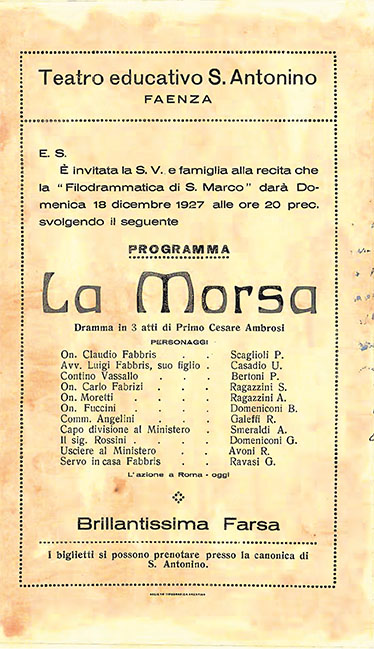 Teatro educativo S. Antonino
FAENZA
E. S.
È invitata la S. V. e famiglia alla recita che
la "Filodrammatica di S. Marco" darà Do-
menica 18 dicembre 1927 alle ore 20 prec.
svolgendo il seguente
PROGRAMMA
La Morsa
Dramma in 3 atti di Primo Cesare Ambrosi
PERSONAGGI
On. Claudio Fabbris . . Scaglioli P.
Avv. Luigi Fabbris, suo figlio . Casadio U.
Contino Vassallo . . . Bertoni P.
On. Carlo Fabrizi . . . Ragazzini S.
On. Moretti . . . . Ragazzini A.
On. Fuccini . . . . Domeniconi B.
Comm. Angelini . . . Galeffi R.
Capo divisione al Ministero . . Smeraldi A.
Il sig. Rossini . . . . Domeniconi G.
Usciere al Ministero . . Avoni R.
Servo in casa Fabbris . . Ravasi G.
L'azione a Roma - oggi
Brillantissima Farsa
I biglietti si possono prenotare presso la canonica di
S. Antonino.